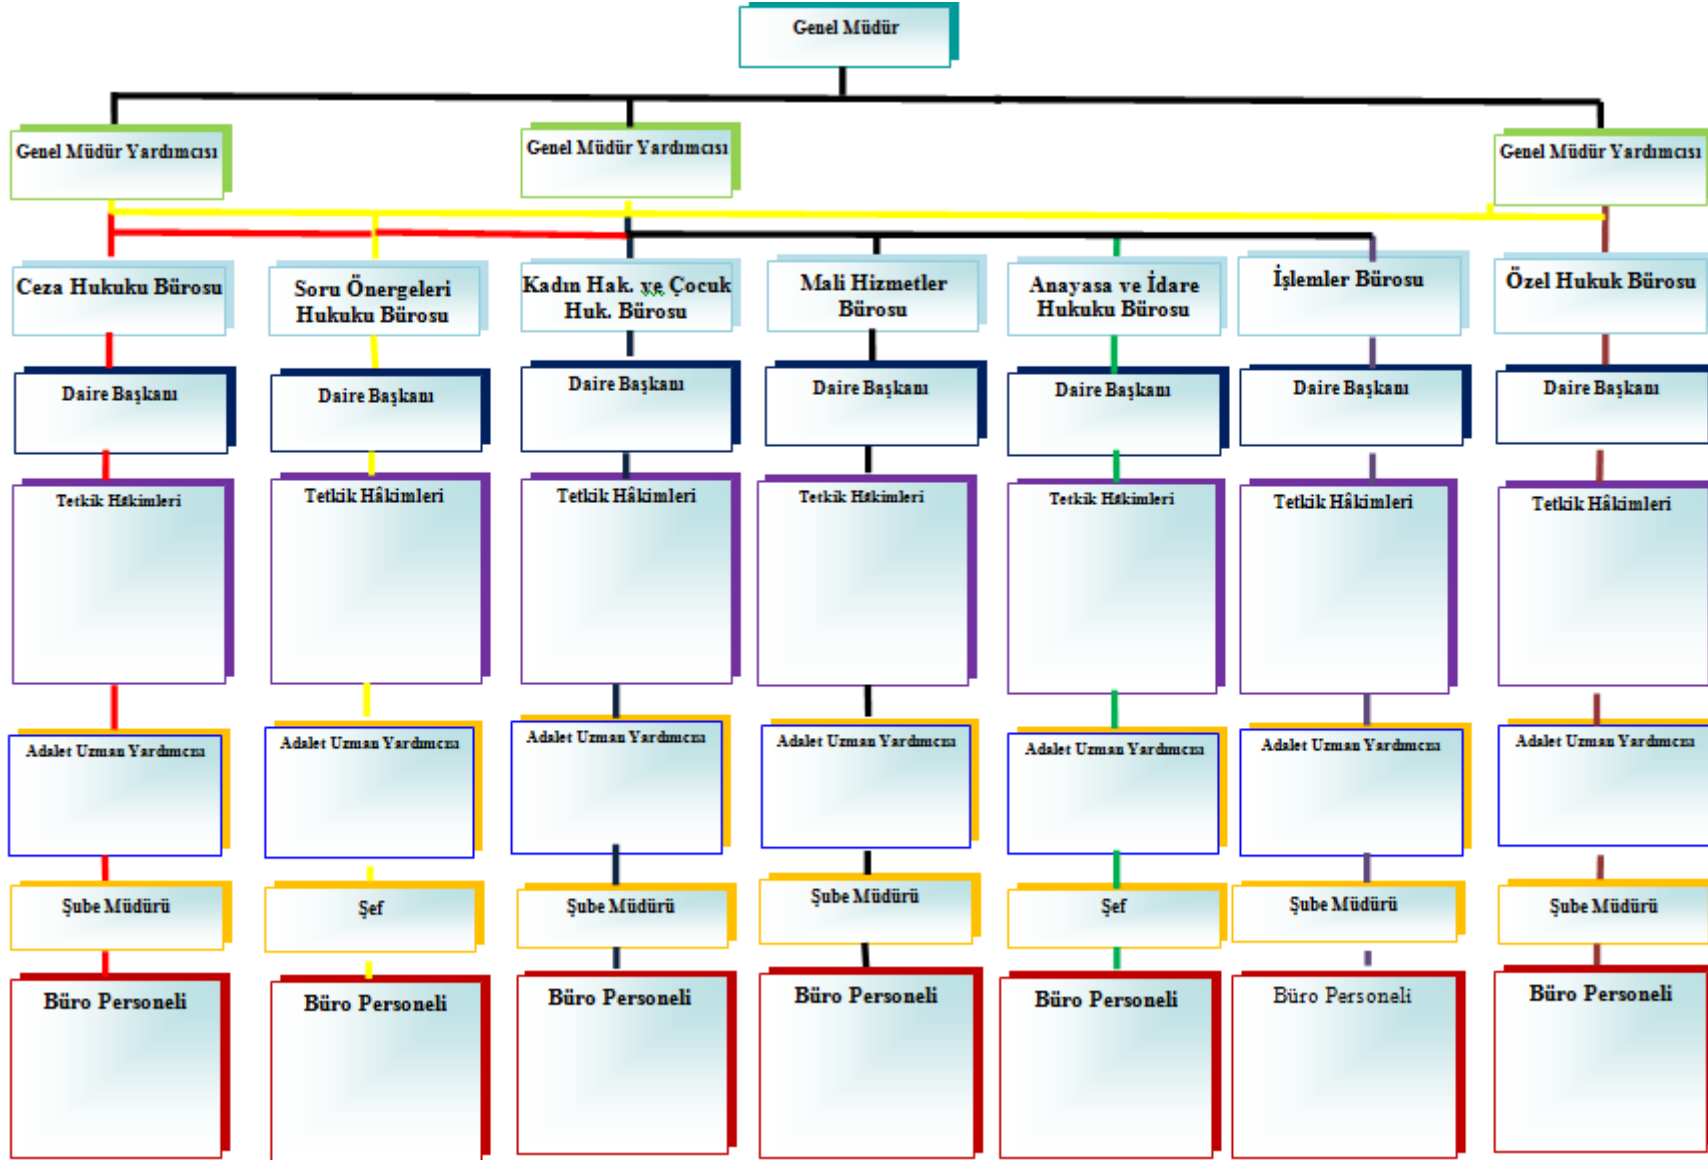 Genel Müdür
Genel Müdür Yardımcısı
Genel Müdür Yardımcısı
Genel Müdür Yardımcısı
Ceza Hukuku Bürosu
Soru Önergeleri
Hukuku Bürosu
Kadın Hak. ve Çocuk
Huk. Bürosu
Mali Hizmetler
Bürosu
Anayasa ve İdare
Hukuku Bürosu
İşlemler Bürosu
Özel Hukuk Bürosu
Daire Başkanı
Daire Başkanı
Daire Başkanı
Daire Başkanı
Daire Başkanı
Daire Başkanı
Daire Başkanı
Tetkik Hâkimleri
Tetkik Hâkimleri
Tetkik Hâkimleri
Tetkik Hâkimleri
Tetkik Hâkimleri
Tetkik Hâkimleri
Tetkik Hâkimleri
Adalet Uzman Yardımcısı
Adalet Uzman Yardımcısı
Adalet Uzman Yardımcısı
Adalet Uzman Yardımcısı
Adalet Uzman Yardımcısı
Adalet Uzman Yardımcısı
Adalet Uzman Yardımcısı
Şube Müdürü
Şef
Şube Müdürü
Şube Müdürü
Şef
Şube Müdürü
Şube Müdürü
Büro Personeli
Büro Personeli
Büro Personeli
Büro Personeli
Büro Personeli
Büro Personeli
Büro Personeli